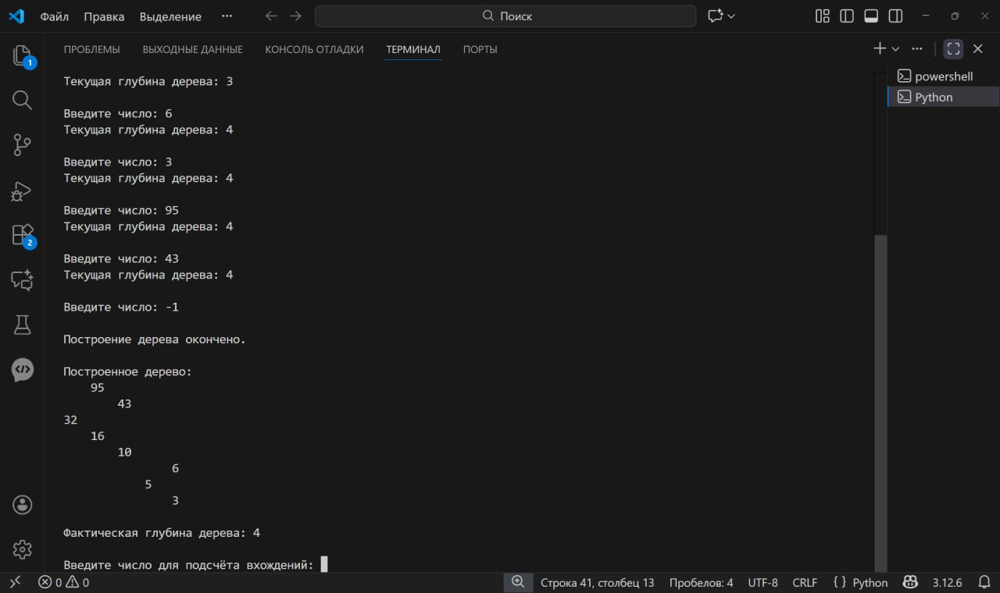 Файл Правка Выделение ··· Поиск
ПРОБЛЕМЫ ВЫХОДНЫЕ ДАННЫЕ КОНСОЛЬ ОТЛАДКИ ТЕРМИНАЛ ПОРТЫ
powershell
Python
1
2
Текущая глубина дерева: 3
Введите число: 6
Текущая глубина дерева: 4
Введите число: 3
Текущая глубина дерева: 4
Введите число: 95
Текущая глубина дерева: 4
Введите число: 43
Текущая глубина дерева: 4
Введите число: -1
Построение дерева окончено.
Построенное дерево:
95
43
32
16
10
6
5
3
Фактическая глубина дерева: 4
Введите число для подсчёта вхождений:
0 0 Строка 41, столбец 13 Пробелов: 4 UTF-8 CRLF { } Python 3.12.6